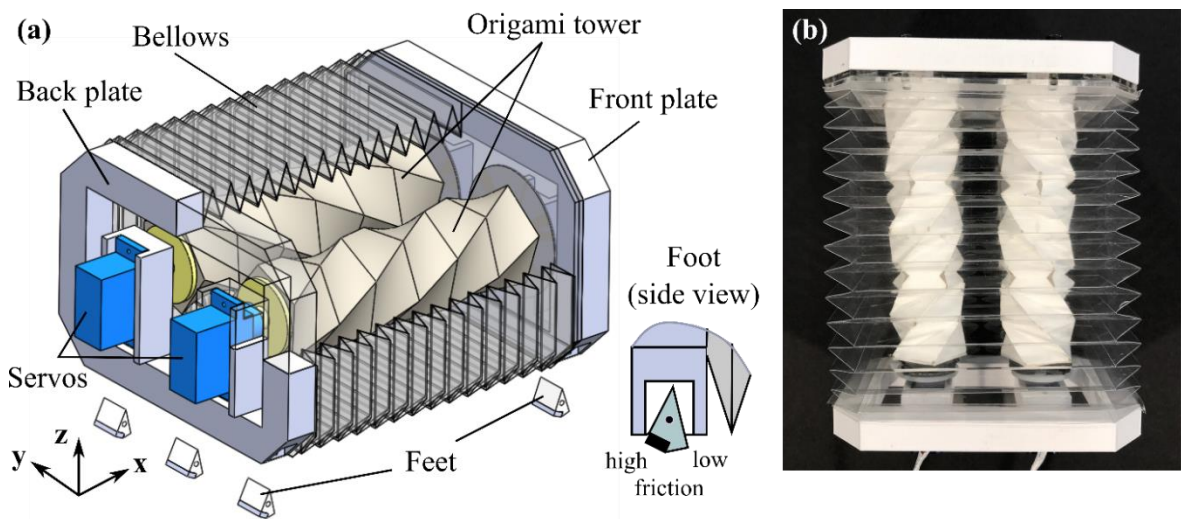 (a)
Bellows
Origami tower
Back plate
Front plate
Servos
Feet
z
y
x
Foot
(side view)
high
low
friction
(b)